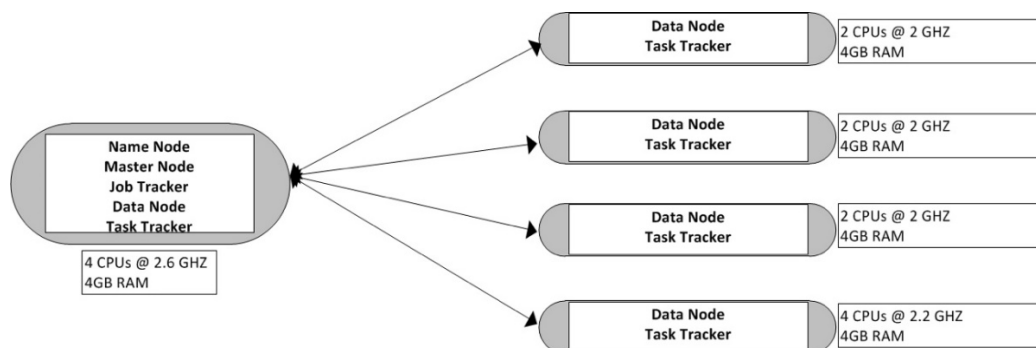 Name Node
Master Node
Job Tracker
Data Node
Task Tracker
4 CPUs @ 2.6 GHZ
4GB RAM
Data Node
Task Tracker
2 CPUs @ 2 GHZ
4GB RAM
Data Node
Task Tracker
2 CPUs @ 2 GHZ
4GB RAM
Data Node
Task Tracker
2 CPUs @ 2 GHZ
4GB RAM
Data Node
Task Tracker
4 CPUs @ 2.2 GHZ
4GB RAM